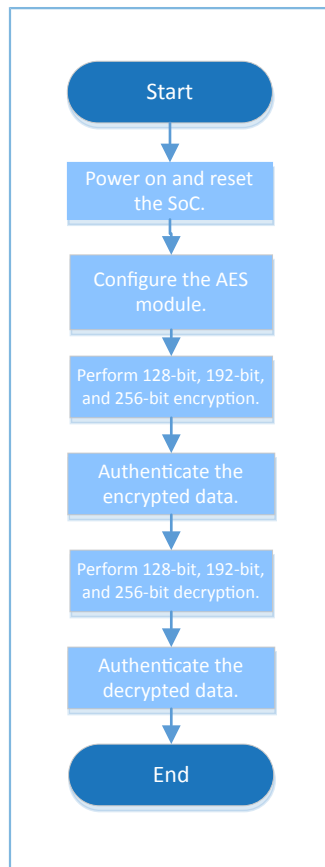 Start
Power on and reset
the SoC.
Configure the AES
module.
Perform 128-bit, 192-bit,
and 256-bit encryption.
Authenticate the
encrypted data.
Perform 128-bit, 192-bit,
and 256-bit decryption.
Authenticate the
decrypted data.
End